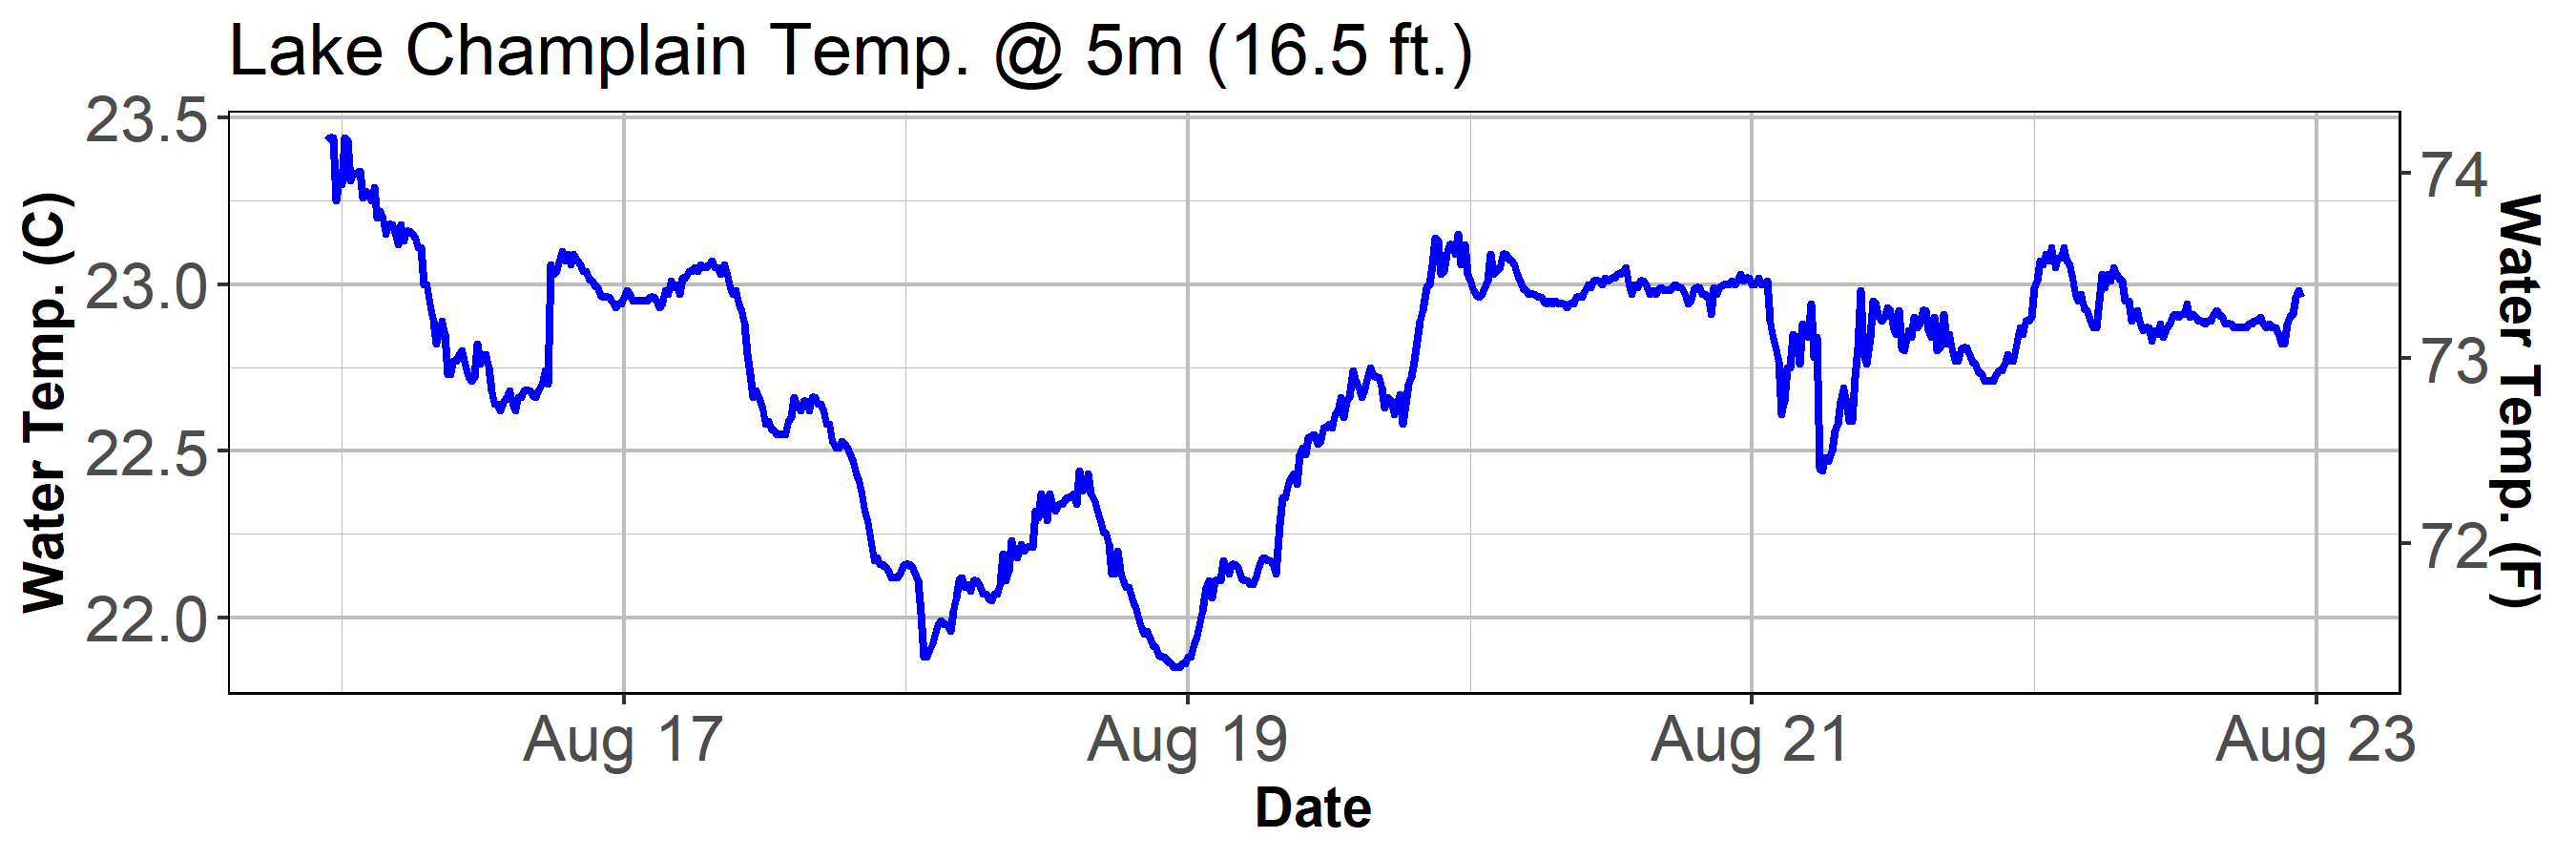 Lake Champlain Temp. @ 5m (16.5 ft.)
Water Temp. (C)
23.5
23.0
22.5
22.0
74
73
72
Water Temp. (F)
Aug 17 Aug 19 Aug 21 Aug 23
Date